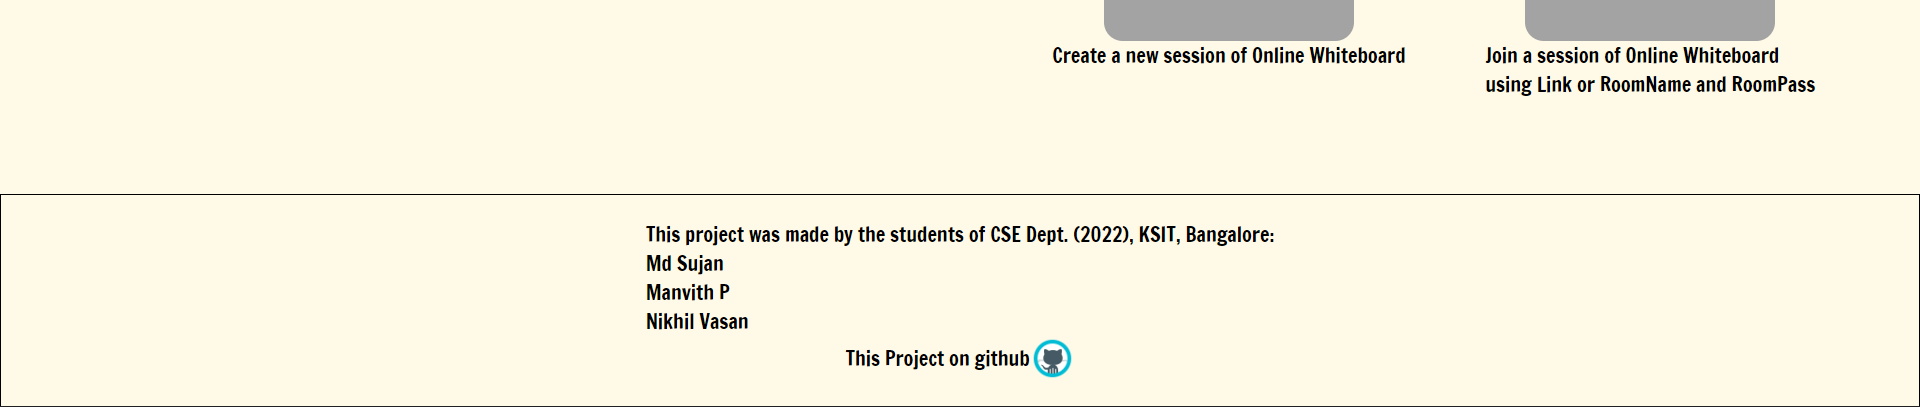 Create a new session of Online Whiteboard
Join a session of Online Whiteboard
using Link or RoomName and RoomPass
This project was made by the students of CSE Dept. (2022), KSIT, Bangalore:
Md Sujan
Manvith P
Nikhil Vasan
This Project on github